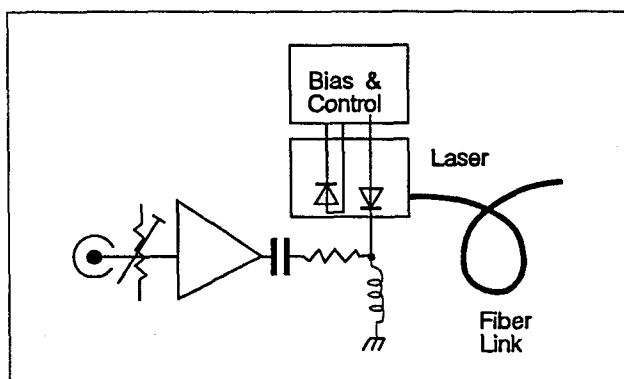 Bias &
Control
Laser
Fiber
Link